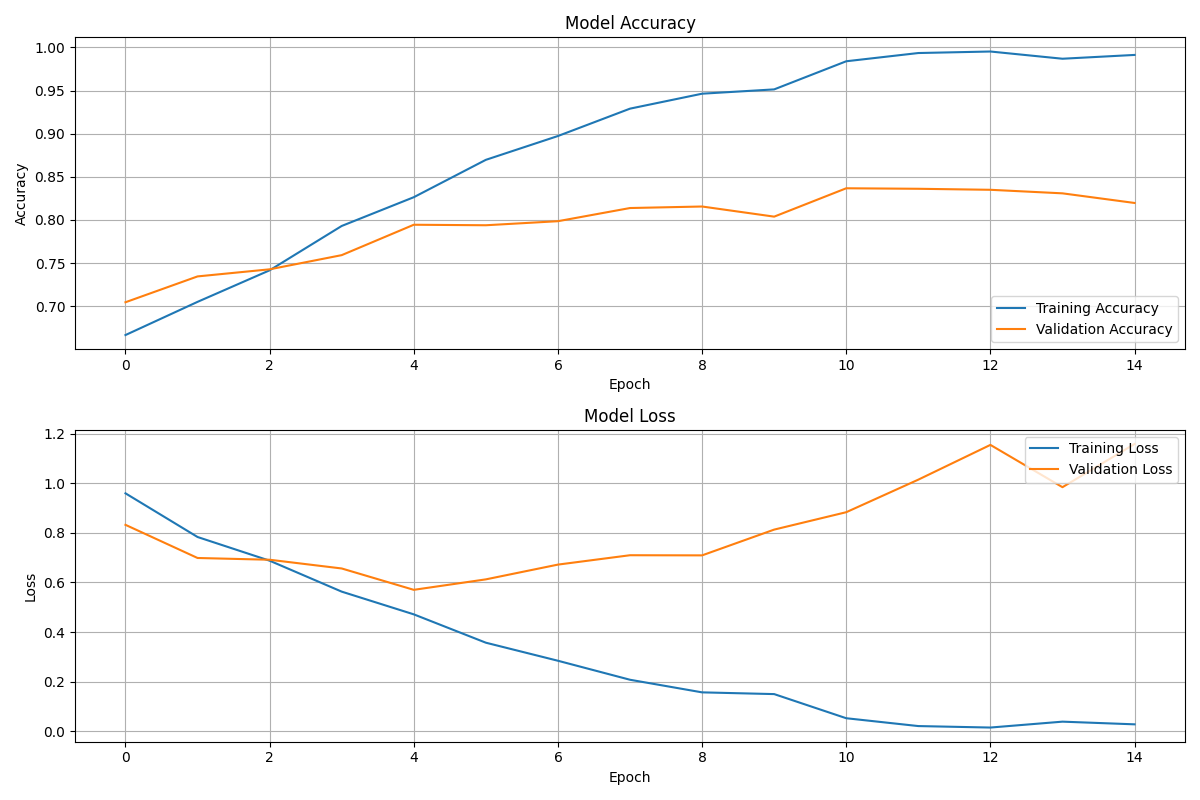 Model Accuracy
1.00
0.95
0.90
0.85
0.80
0.75
0.70
Accuracy
Training Accuracy
Validation Accuracy
0 2 4 6 8 10 12 14
Epoch
Model Loss
1.2
1.0
0.8
0.6
0.4
0.2
0.0
Loss
Training Loss
Validation Loss
0 2 4 6 8 10 12 14
Epoch